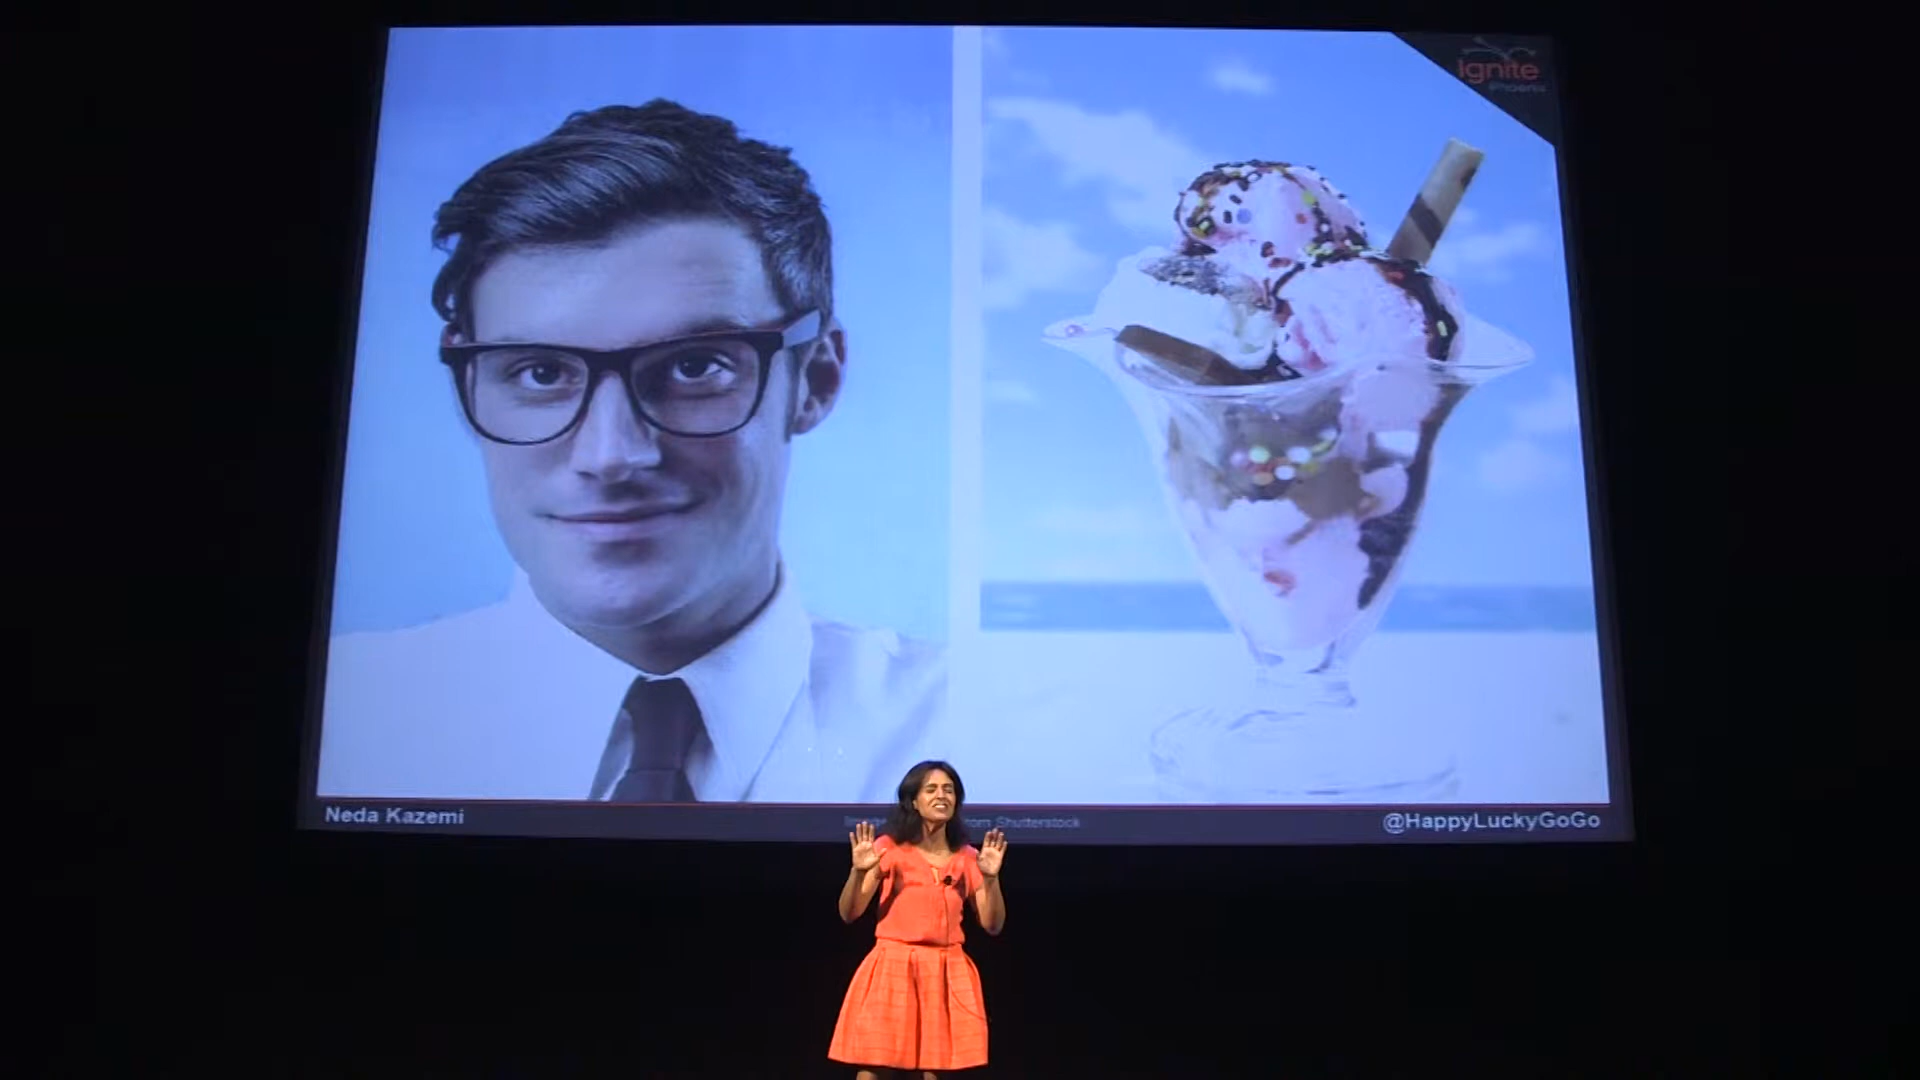 Ignite
Phoenix
Neda Kazemi
from Shutterstock
@HappyLuckyGoGo